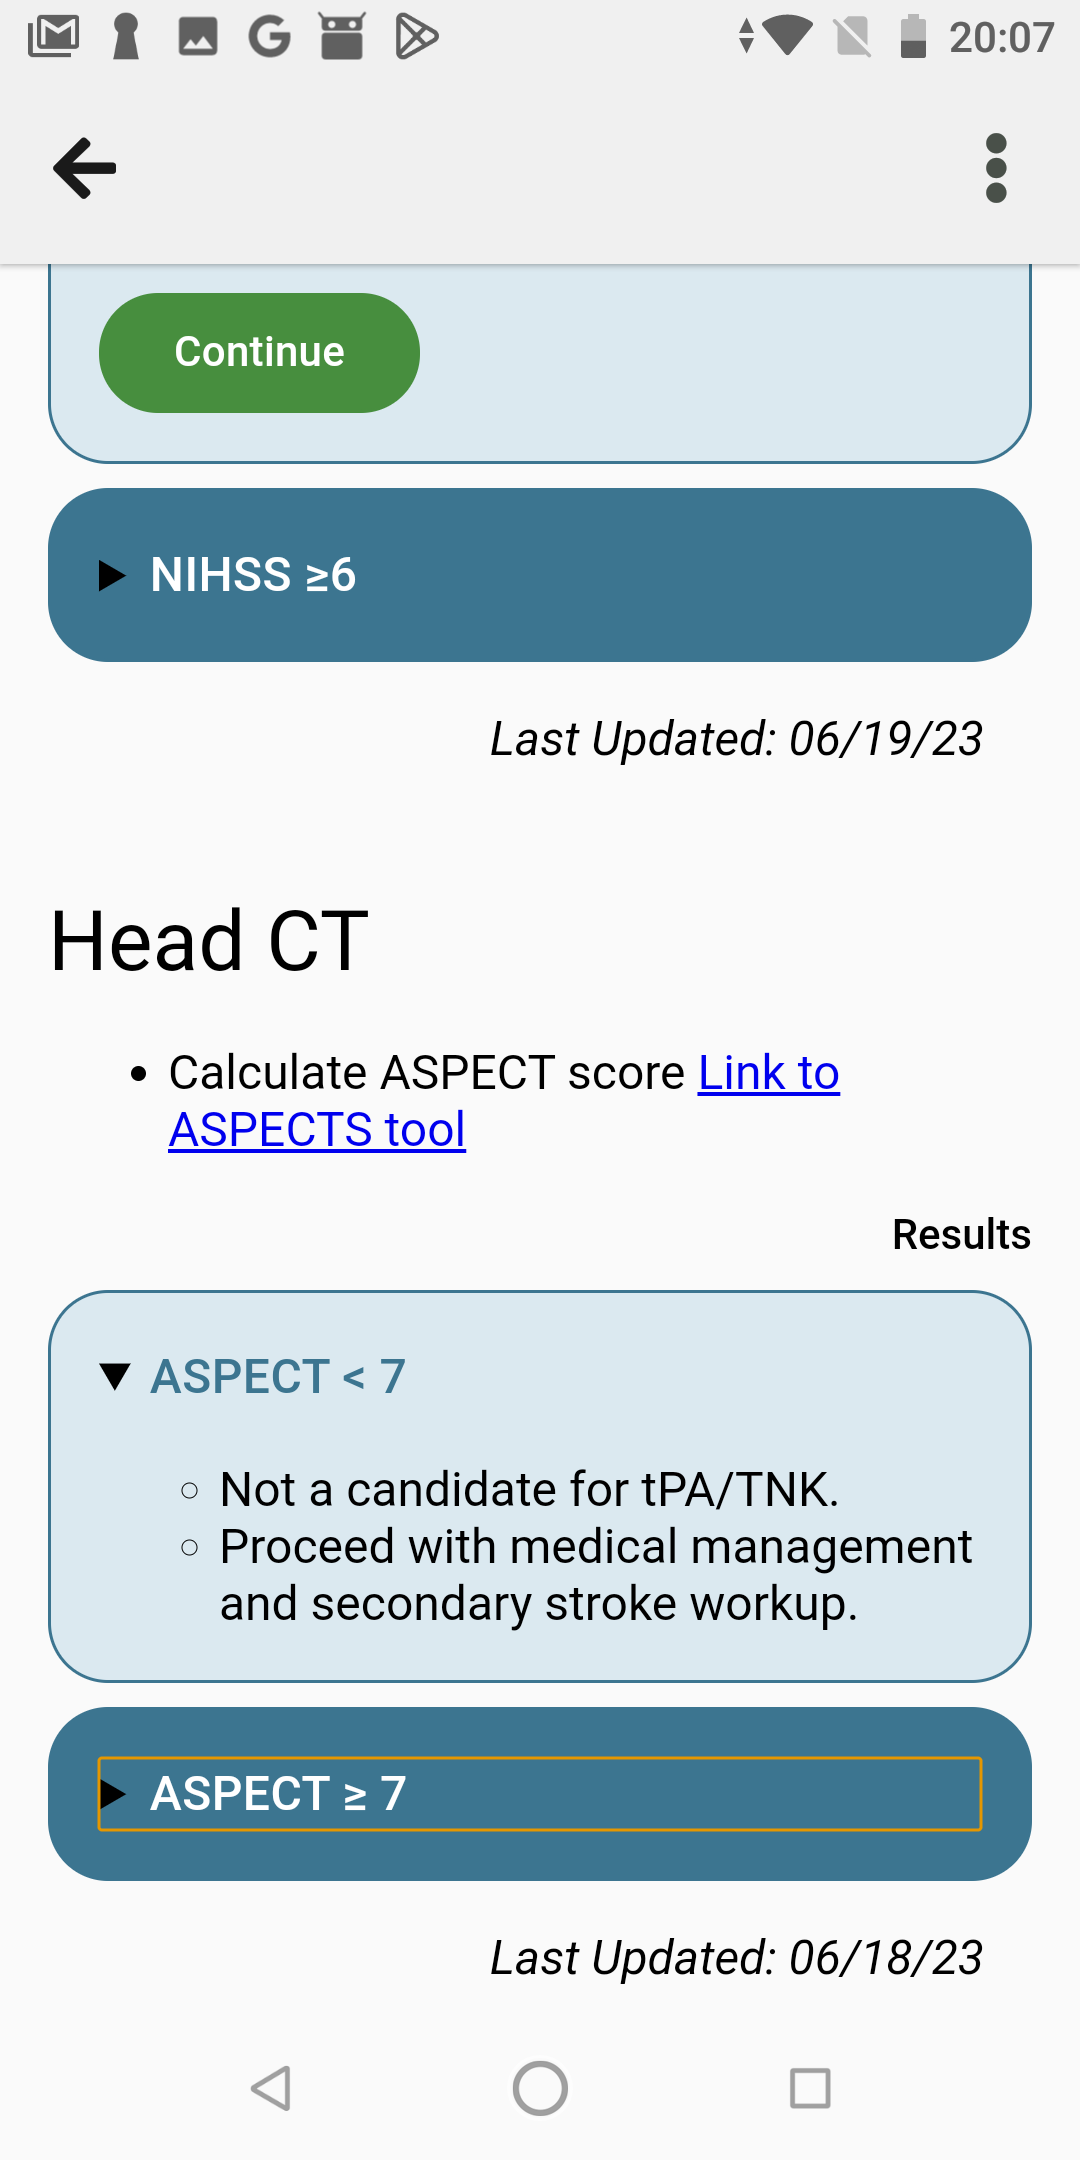 20:07
Continue
NIHSS ≥6
Last Updated: 06/19/23
Head CT
Calculate ASPECT score Link to
ASPECTS tool
Results
ASPECT < 7
Not a candidate for tPA/TNK.
Proceed with medical management
and secondary stroke workup.
ASPECT ≥ 7
Last Updated: 06/18/23